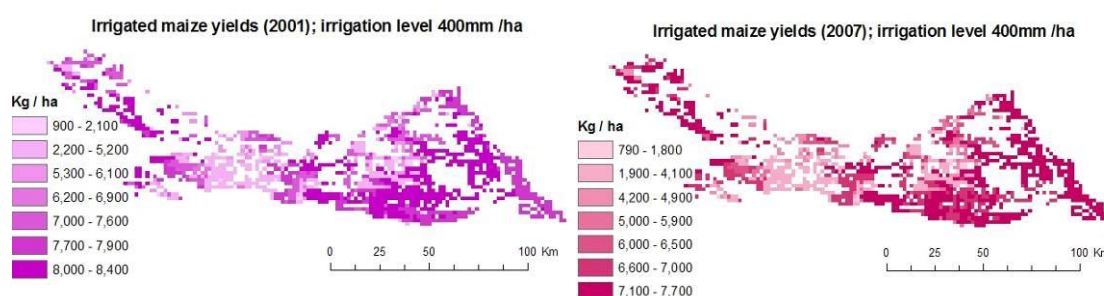 Irrigated maize yields (2001); irrigation level 400mm /ha
Kg / ha
900 - 2,100
2,200 - 5,200
5,300 - 6,100
6,200 - 6,900
7,000 - 7,600
7,700 - 7,900
8,000 - 8,400
0 25 50 100 Km
Irrigated maize yields (2007); irrigation level 400mm /ha
Kg / ha
790 - 1,800
1,900 - 4,100
4,200 - 4,900
5,000 - 5,900
6,000 - 6,500
6,600 - 7,000
7,100 - 7,700
0 25 50 100 Km